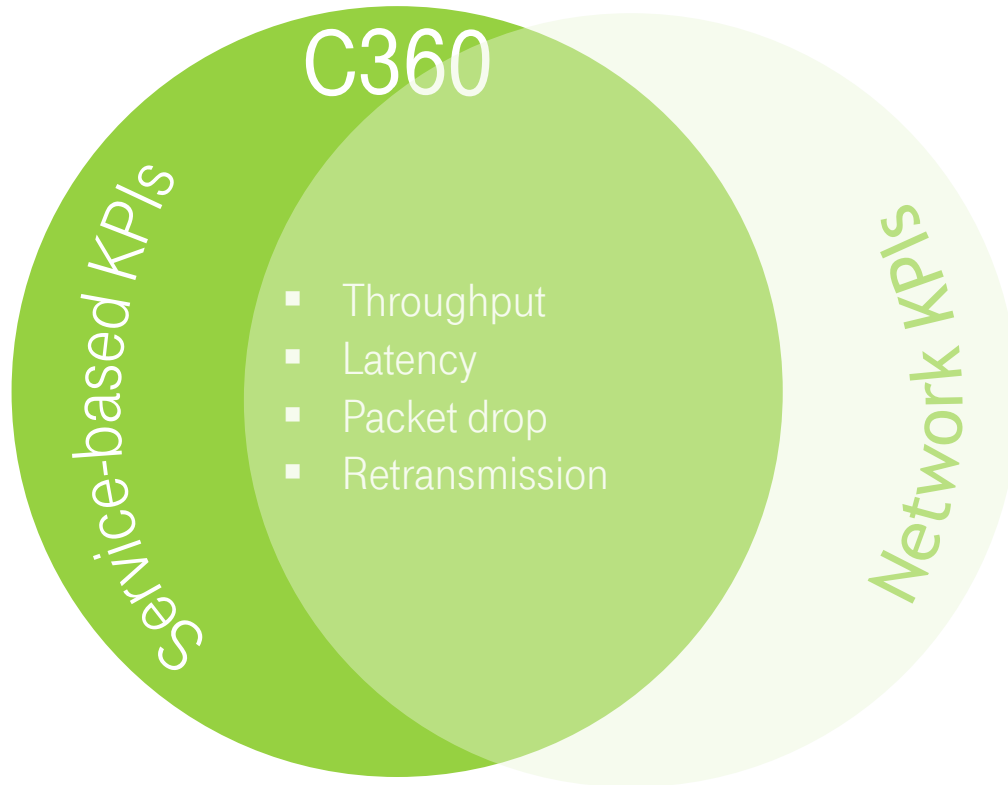 C360
Service-based KPIs
Throughput
Latency
Packet drop
Retransmission
Network KPIs